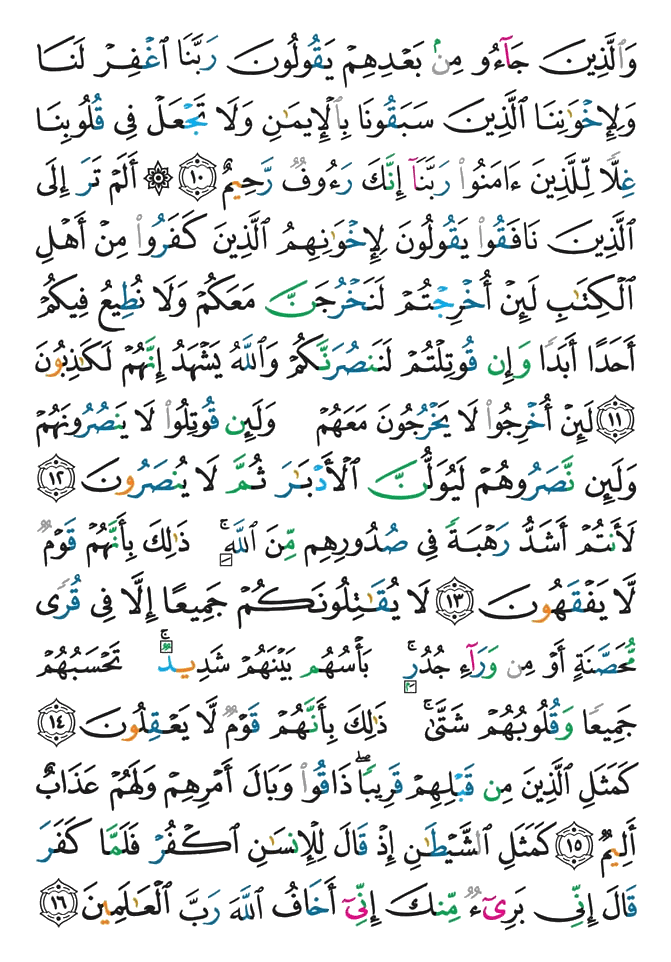 وَٱلَّذِينَ جَآءُو مِنۢ بَعۡدِهِمۡ يَقُولُونَ رَبَّنَا ٱغۡفِرۡ لَنَا
وَلِإِخۡوَٰنِنَا ٱلَّذِينَ سَبَقُونَا بِٱلۡإِيمَٰنِ وَلَا تَجۡعَلۡ فِي قُلُوبِنَا
غِلّٗا لِّلَّذِينَ ءَامَنُواْ رَبَّنَآ إِنَّكَ رَءُوفٞ رَّحِيمٌ ١٠ ۞ أَلَمۡ تَرَ إِلَى
ٱلَّذِينَ نَافَقُواْ يَقُولُونَ لِإِخۡوَٰنِهِمُ ٱلَّذِينَ كَفَرُواْ مِنۡ أَهۡلِ
ٱلۡكِتَٰبِ لَئِنۡ أُخۡرِجۡتُمۡ لَنَخۡرُجَنَّ مَعَكُمۡ وَلَا نُطِيعُ فِيكُمۡ
أَحَدًا أَبَدٗا وَإِن قُوتِلۡتُمۡ لَنَنصُرَنَّكُمۡ وَٱللَّهُ يَشۡهَدُ إِنَّهُمۡ لَكَٰذِبُونَ
١١ لَئِنۡ أُخۡرِجُواْ لَا يَخۡرُجُونَ مَعَهُمۡ وَلَئِن قُوتِلُواْ لَا يَنصُرُونَهُمۡ
وَلَئِن نَّصَرُوهُمۡ لَيُوَلُّنَّ ٱلۡأَدۡبَٰرَ ثُمَّ لَا يُنصَرُونَ ١٢
لَأَنتُمۡ أَشَدُّ رَهۡبَةٗ فِي صُدُورِهِم مِّنَ ٱللَّهِۚ ذَٰلِكَ بِأَنَّهُمۡ قَوۡمٞ
لَّا يَفۡقَهُونَ ١٣ لَا يُقَٰتِلُونَكُمۡ جَمِيعًا إِلَّا فِي قُرٗى
مُّحَصَّنَةٍ أَوۡ مِن وَرَآءِ جُدُرِۭۚ بَأۡسُهُم بَيۡنَهُمۡ شَدِيدٞۚ تَحۡسَبُهُمۡ
جَمِيعٗا وَقُلُوبُهُمۡ شَتَّىٰۚ ذَٰلِكَ بِأَنَّهُمۡ قَوۡمٞ لَّا يَعۡقِلُونَ ١٤
كَمَثَلِ ٱلَّذِينَ مِن قَبۡلِهِمۡ قَرِيبٗاۖ ذَاقُواْ وَبَالَ أَمۡرِهِمۡ وَلَهُمۡ عَذَابٌ
أَلِيمٞ ١٥ كَمَثَلِ ٱلشَّيۡطَٰنِ إِذۡ قَالَ لِلۡإِنسَٰنِ ٱكۡفُرۡ فَلَمَّا كَفَرَ
قَالَ إِنِّي بَرِيٓءٞ مِّنكَ إِنِّيٓ أَخَافُ ٱللَّهَ رَبَّ ٱلۡعَٰلَمِينَ ١٦